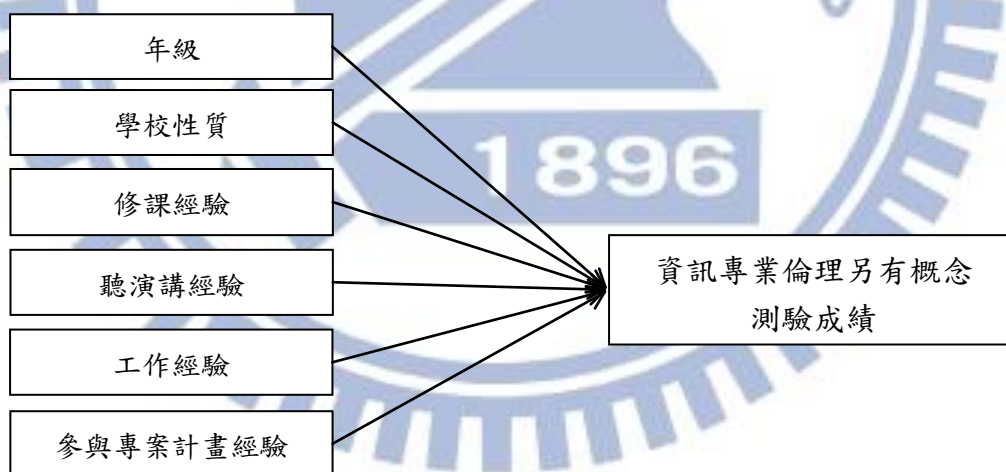 年級
學校性質
修課經驗
聽演講經驗
工作經驗
參與專案計畫經驗
資訊專業倫理另有概念
測驗成績
1896